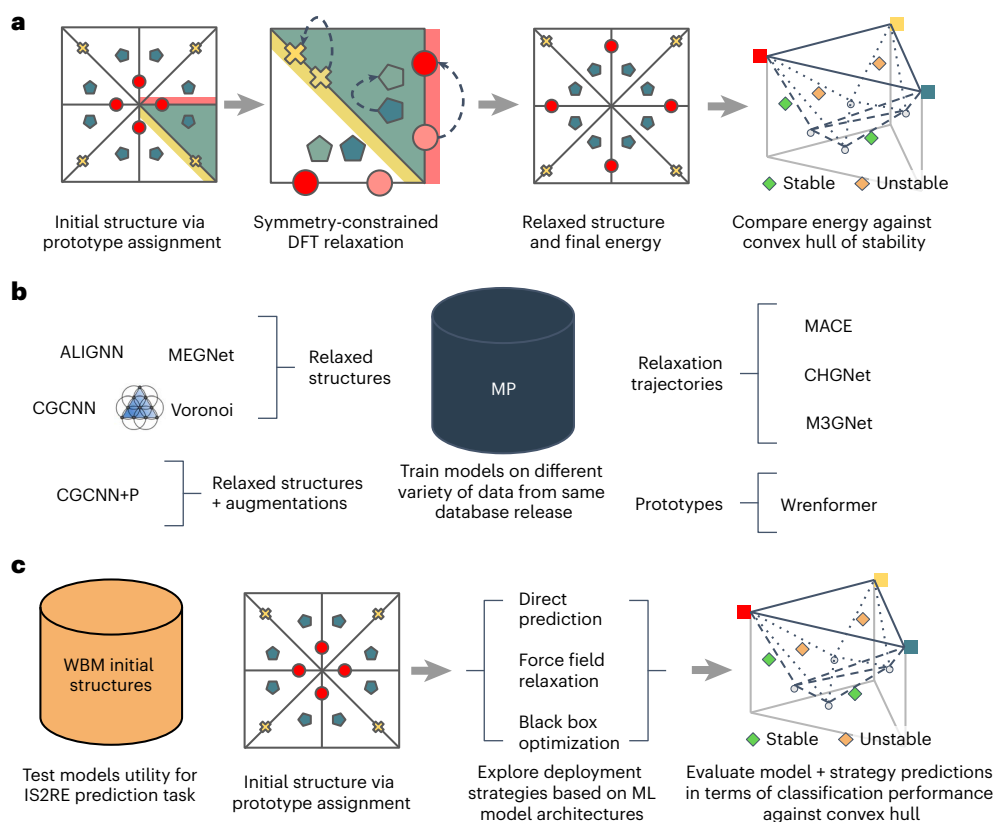 a
Initial structure via
prototype assignment
Symmetry-constrained
DFT relaxation
Relaxed structure
and final energy
Stable
Unstable
Compare energy against
convex hull of stability
b
ALIGNN
MEGNet
CGCNN
Voronoi
Relaxed
structures
CGCNN+P
Relaxed structures
+ augmentations
MP
Train models on different
variety of data from same
database release
Relaxation
trajectories
MACE
CHGNet
M3GNet
Prototypes
Wrenformer
c
WBM initial
structures
Test models utility for
IS2RE prediction task
Initial structure via
prototype assignment
Direct
prediction
Force field
relaxation
Black box
optimization
Explore deployment
strategies based on ML
model architectures
Stable
Unstable
Evaluate model + strategy predictions
in terms of classification performance
against convex hull